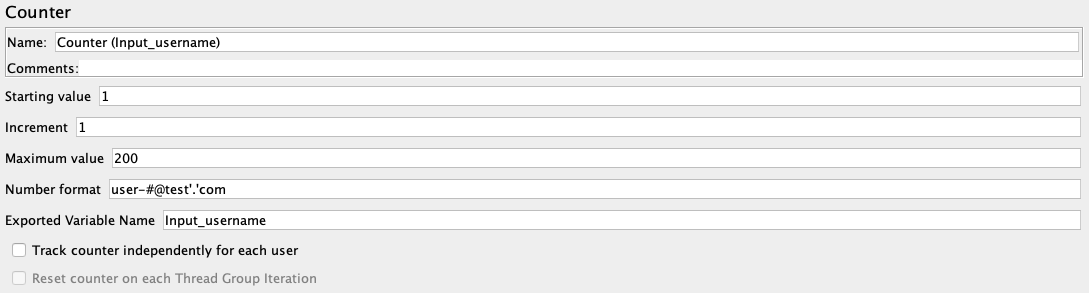 Counter
Name: Counter (Input_username)
Comments:
Starting value 1
Increment 1
Maximum value 200
Number format user-#@test'.'com
Exported Variable Name Input_username
Track counter independently for each user
Reset counter on each Thread Group Iteration